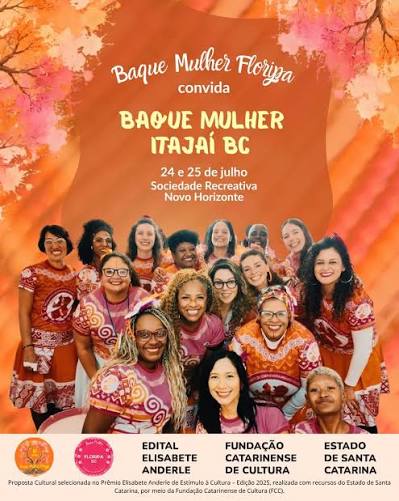 Baque Mulher Floripa
convida
BAQUE MULHER
ITAJAÍ BC
24 e 25 de julho
Sociedade Recreativa
Novo Horizonte
FLORIPA
SC
EDITAL
ELISABETE
ANDERLE
FUNDAÇÃO
CATARINENSE
DE CULTURA
ESTADO
DE SANTA
CATARINA
Proposta Cultural selecionada no Prêmio Elisabete Anderle de Estímulo à Cultura – Edição 2025, realizada com recursos do Estado de Santa
Catarina, por meio da Fundação Catarinense de Cultura (FCC).